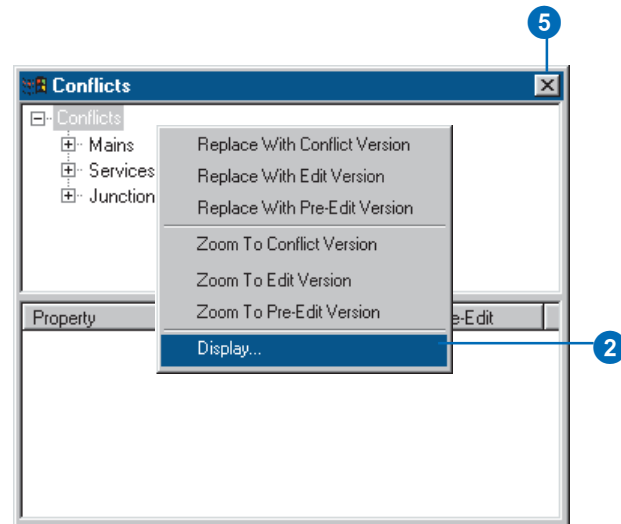 5
Conflicts
Conflicts
Mains
Services
Junction
Replace With Conflict Version
Replace With Edit Version
Replace With Pre-Edit Version
Zoom To Conflict Version
Zoom To Edit Version
Zoom To Pre-Edit Version
Property
e-Edit
Display...
2